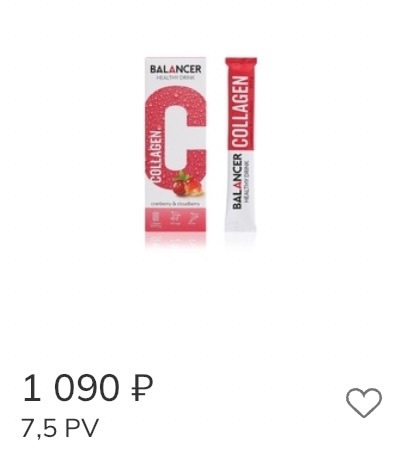 BALANCER
HEALTHY DRINK
COLLAGEN
C
cranberry & cloudberry
COLLAGEN
BALANCER
HEALTHY DRINK
1 090 ₽
7,5 PV